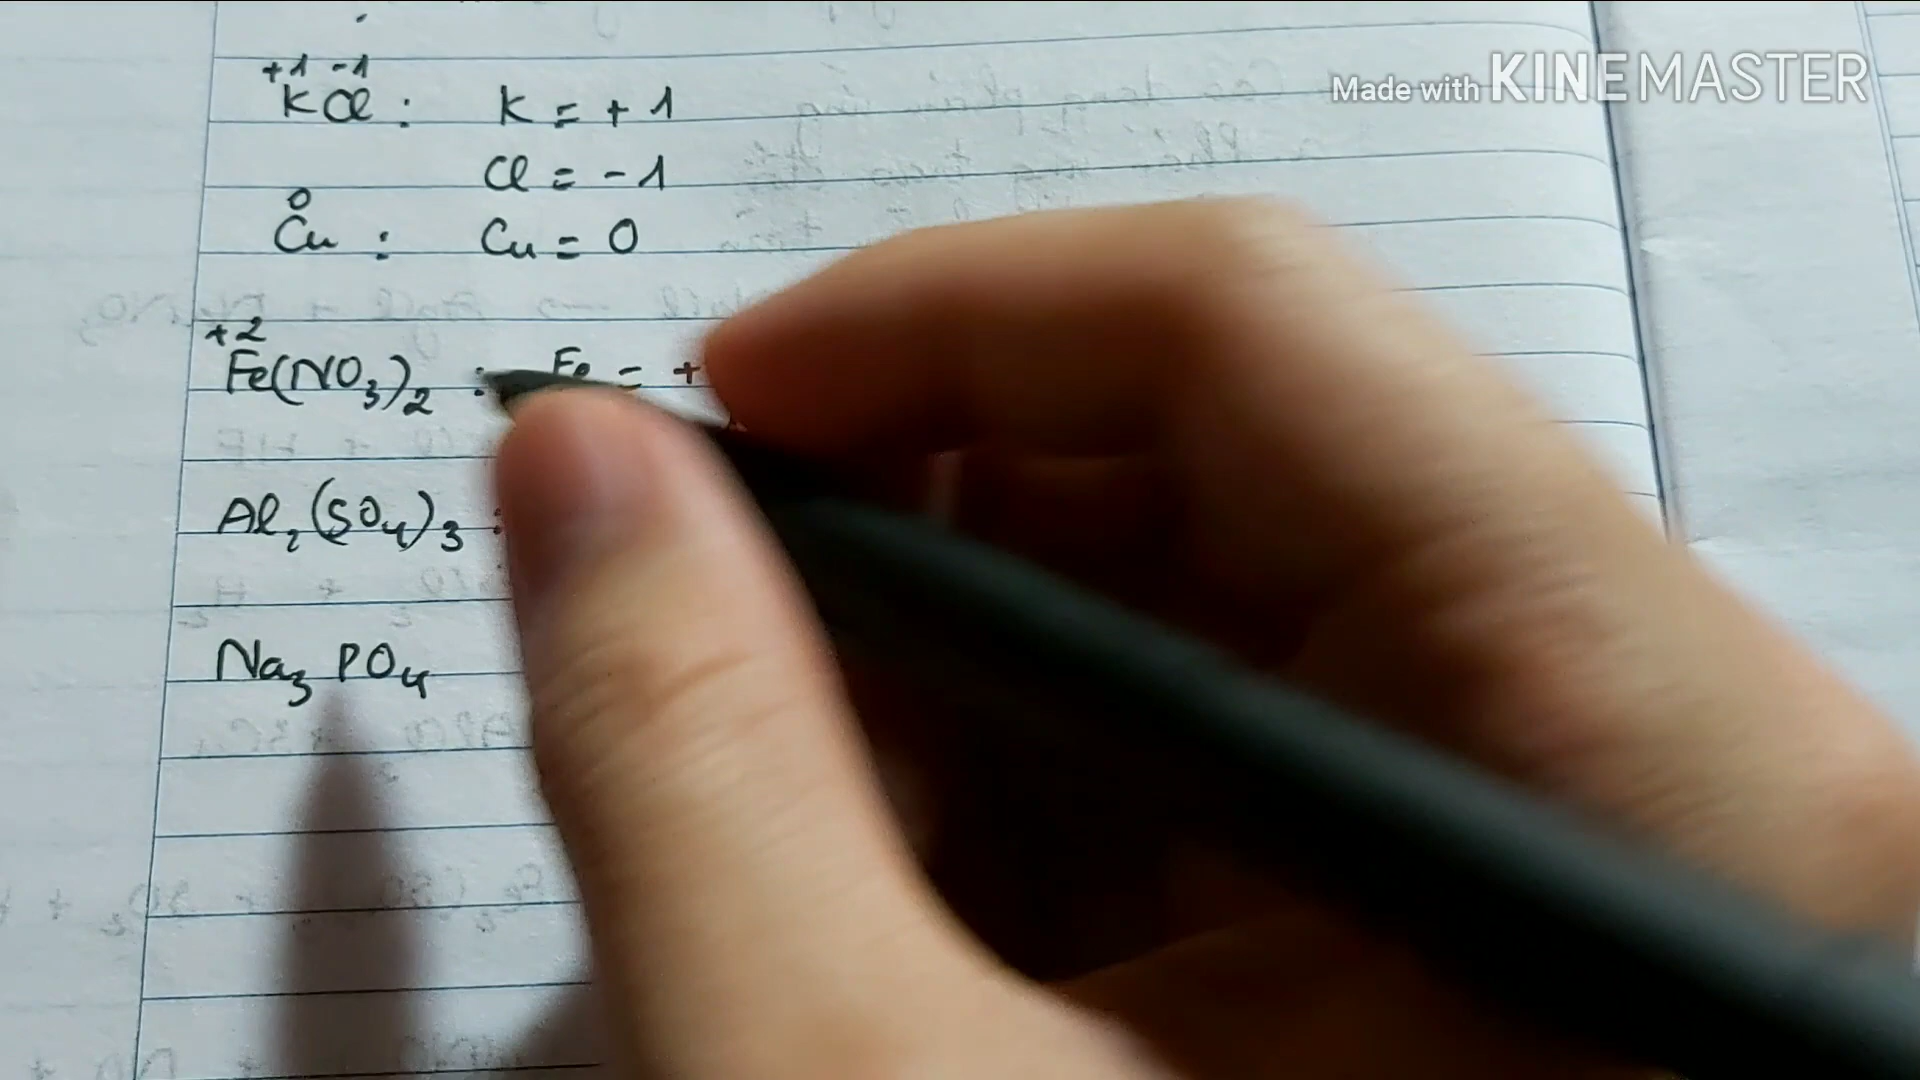 Made with KINEMASTER
+1 -1
KCl : K = + 1
Cl = - 1
0
Cu : Cu = 0
+2
Fe(NO3)2 : Fe = +
Al2(SO4)3 :
Na3PO4